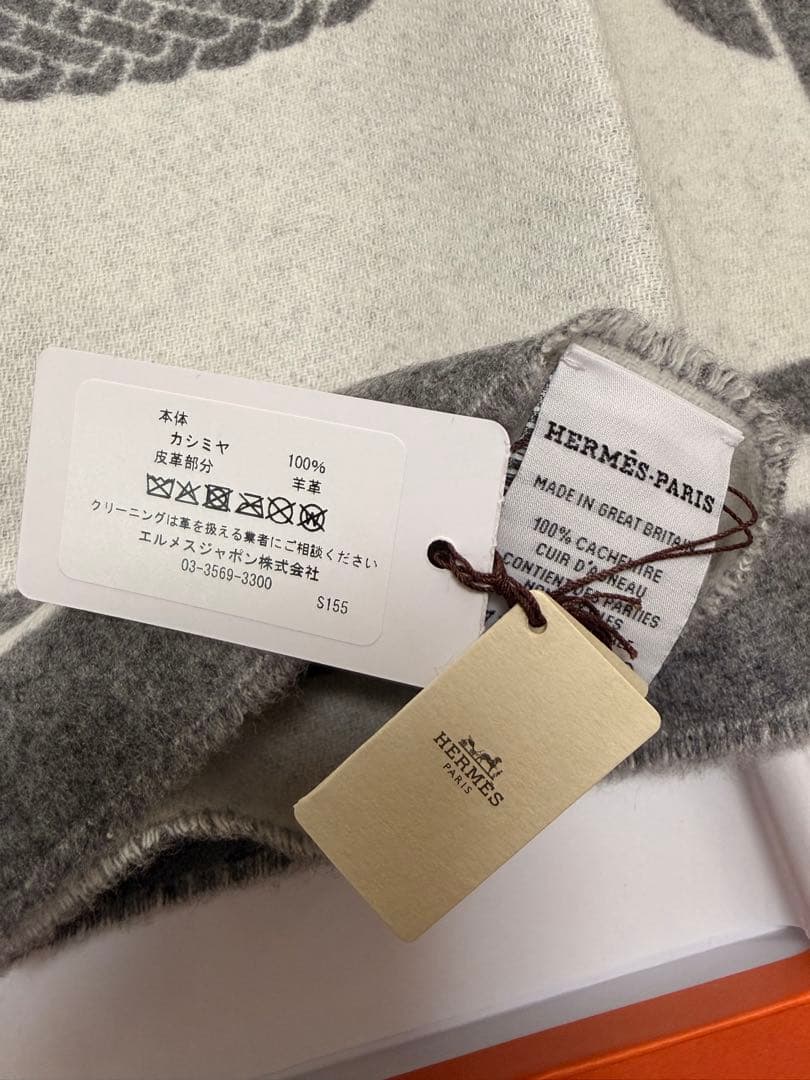 本体
カシミヤ 100%
皮革部分 羊革
クリーニングは革を扱える業者にご相談ください
エルメスジャポン株式会社
03-3569-3300
S155
HERMÈS-PARIS
MADE IN GREAT BRITAIN
100% CACHEMIRE
CUIR D'AGNEAU
CONTIENT DES PARTIES
HERMÈS
PARIS